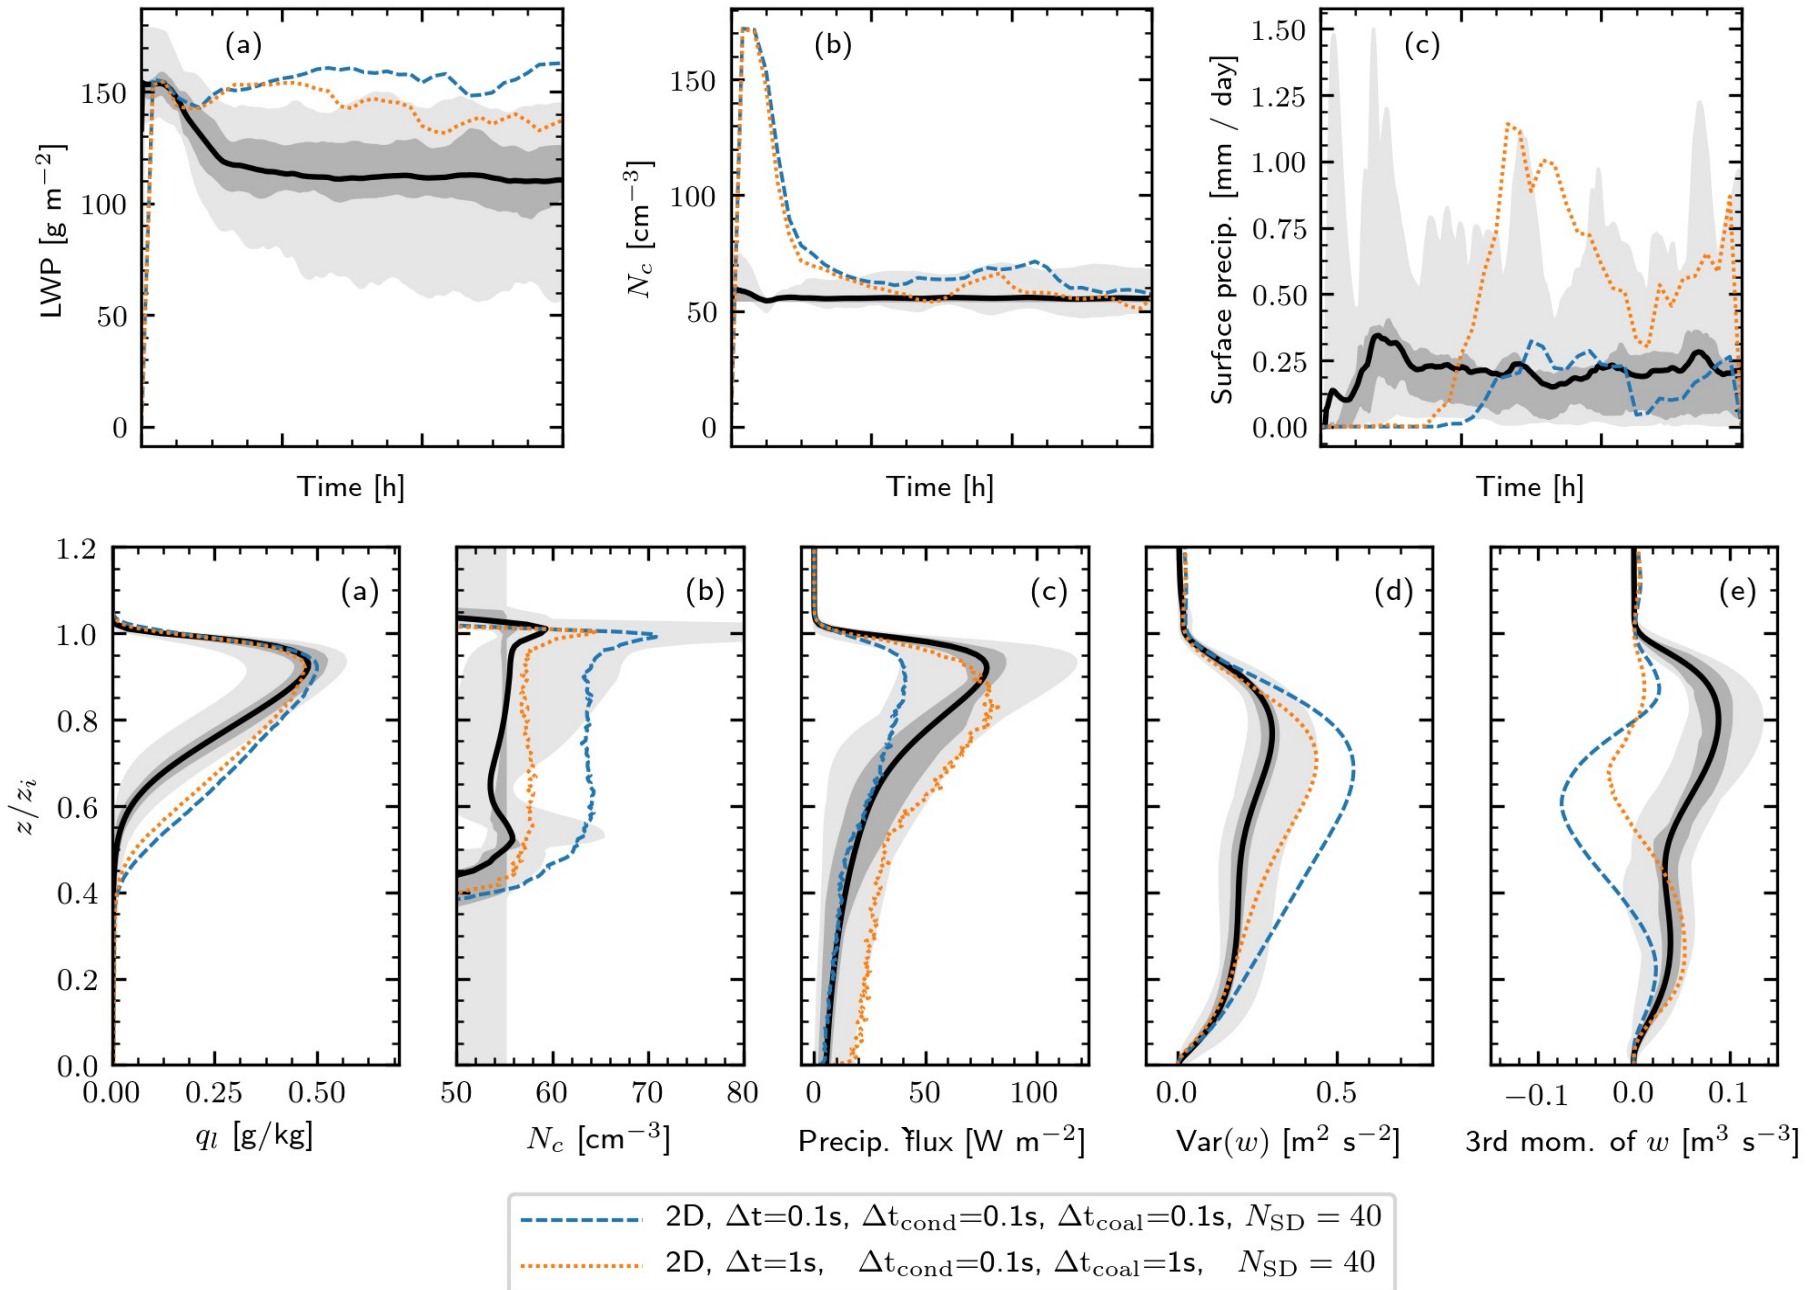 (a)
150
100
50
0
LWP [g m⁻²]
Time [h]
(b)
150
100
50
0
N_c [cm⁻³]
Time [h]
(c)
1.50
1.25
1.00
0.75
0.50
0.25
0.00
Surface precip. [mm / day]
Time [h]
1.2
1.0
0.8
0.6
0.4
0.2
0.0
z/z_i
(a)
0.00 0.25 0.50
q_l [g/kg]
(b)
50 60 70 80
N_c [cm⁻³]
(c)
0 50 100
Precip. flux [W m⁻²]
(d)
0.0 0.5
Var(w) [m² s⁻²]
(e)
−0.1 0.0 0.1
3rd mom. of w [m³ s⁻³]
2D, Δt=0.1s, Δt_cond=0.1s, Δt_coal=0.1s, N_SD = 40
2D, Δt=1s, Δt_cond=0.1s, Δt_coal=1s, N_SD = 40